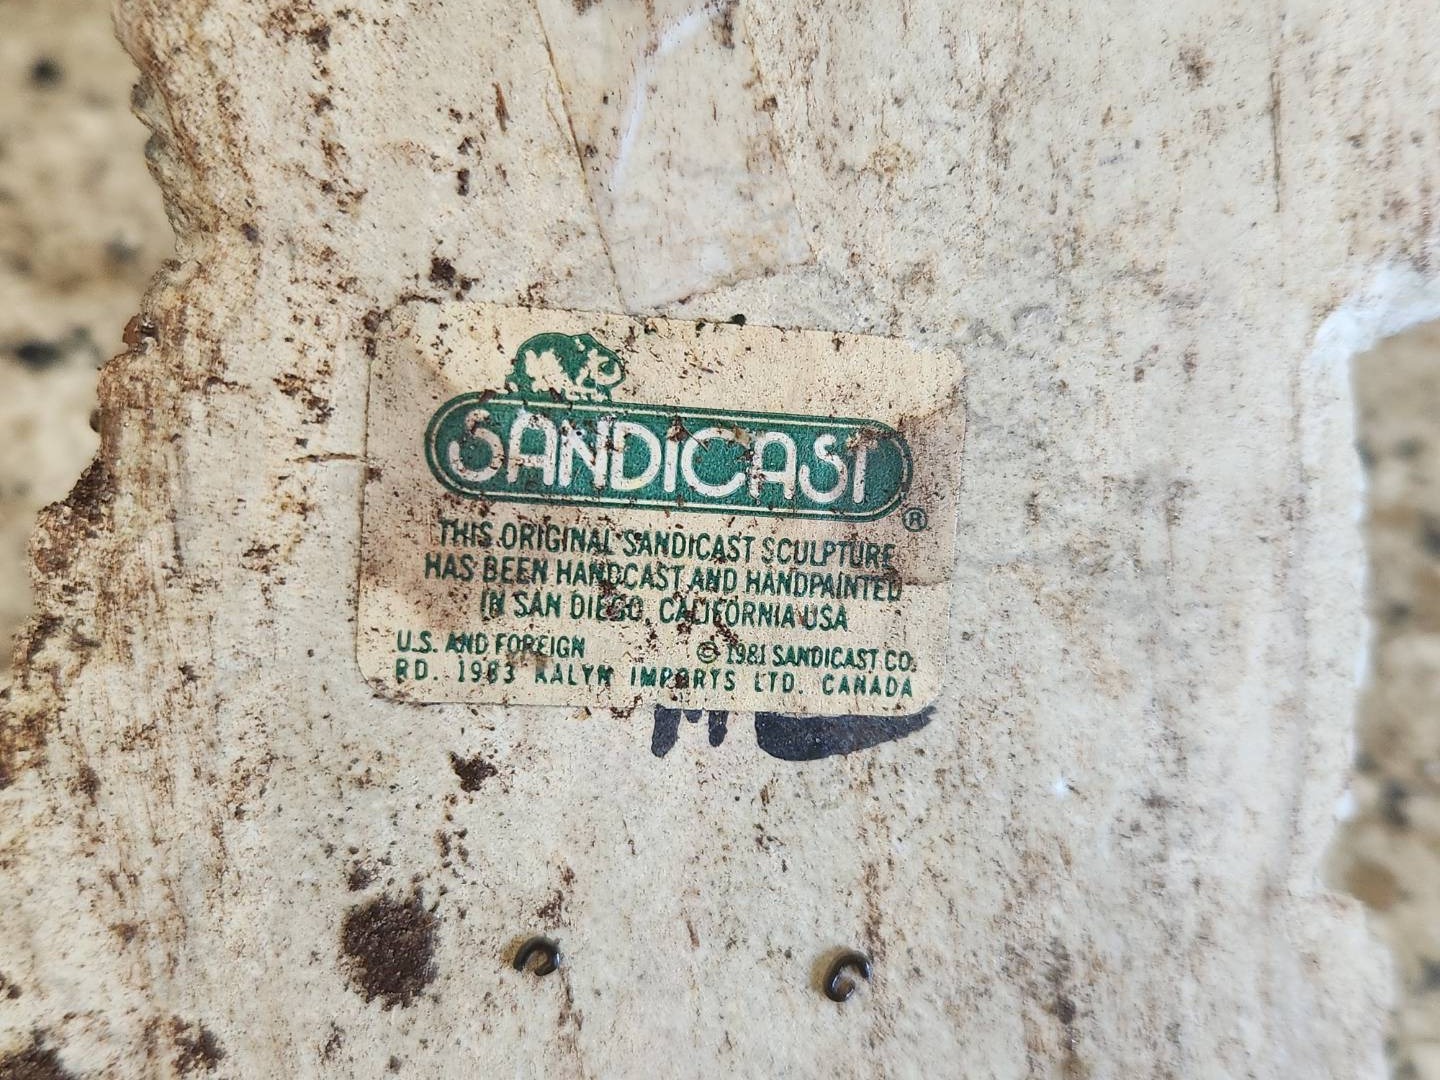 SANDICAST
®
THIS ORIGINAL SANDICAST SCULPTURE
HAS BEEN HANDCAST AND HANDPAINTED
IN SAN DIEGO, CALIFORNIA USA
U.S. AND FOREIGN © 1981 SANDICAST CO.
RD. 1983 KALYN IMPORTS LTD. CANADA